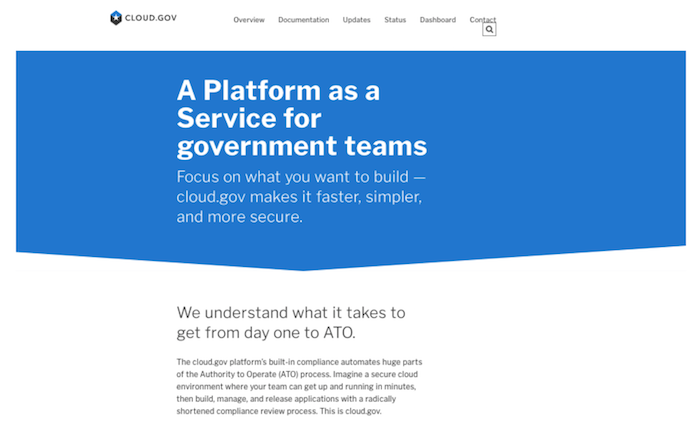 CLOUD.GOV
Overview Documentation Updates Status Dashboard Contact
A Platform as a
Service for
government teams
Focus on what you want to build —
cloud.gov makes it faster, simpler,
and more secure.
We understand what it takes to
get from day one to ATO.
The cloud.gov platform's built-in compliance automates huge parts
of the Authority to Operate (ATO) process. Imagine a secure cloud
environment where your team can get up and running in minutes,
then build, manage, and release applications with a radically
shortened compliance review process. This is cloud.gov.